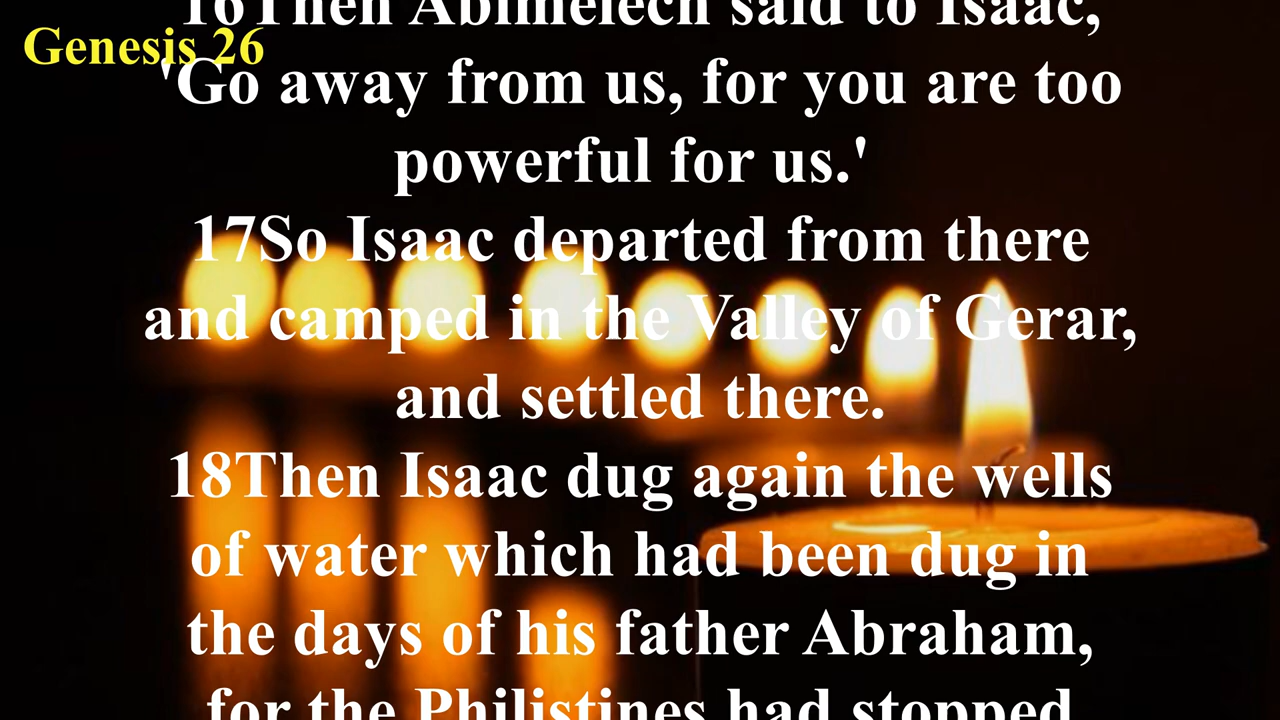 16Then Abimelech said to Isaac,
Genesis 26
'Go away from us, for you are too
powerful for us.'
17So Isaac departed from there
and camped in the Valley of Gerar,
and settled there.
18Then Isaac dug again the wells
of water which had been dug in
the days of his father Abraham,
for the Philistines had stopped